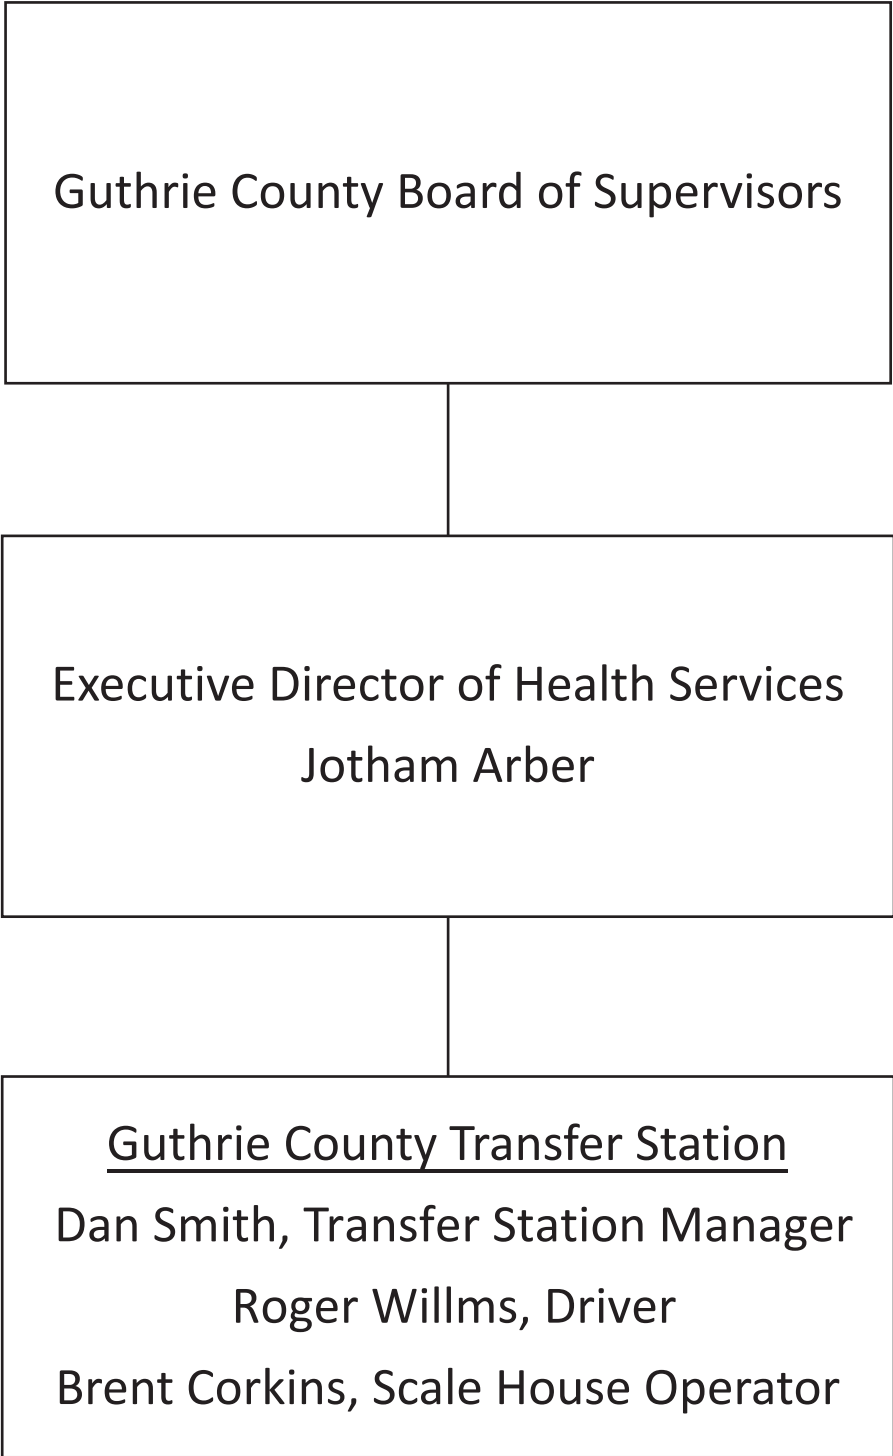 Guthrie County Board of Supervisors
Executive Director of Health Services
Jotham Arber
Guthrie County Transfer Station
Dan Smith, Transfer Station Manager
Roger Willms, Driver
Brent Corkins, Scale House Operator